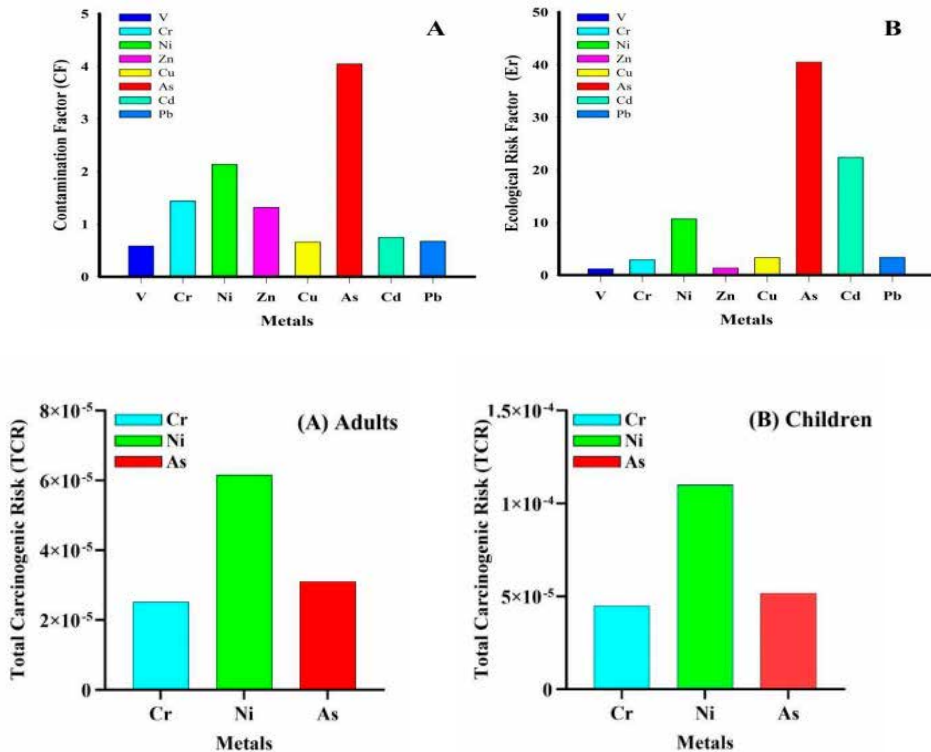 5
4
3
2
1
0
Contamination Factor (CF)
V
Cr
Ni
Zn
Cu
As
Cd
Pb
A
V Cr Ni Zn Cu As Cd Pb
Metals
50
40
30
20
10
0
Ecological Risk Factor (Er)
V
Cr
Ni
Zn
Cu
As
Cd
Pb
B
V Cr Ni Zn Cu As Cd Pb
Metals
8×10⁻⁵
6×10⁻⁵
4×10⁻⁵
2×10⁻⁵
0
Total Carcinogenic Risk (TCR)
Cr
Ni
As
(A) Adults
Cr Ni As
Metals
1.5×10⁻⁴
1×10⁻⁴
5×10⁻⁵
0
Total Carcinogenic Risk (TCR)
Cr
Ni
As
(B) Children
Cr Ni As
Metals